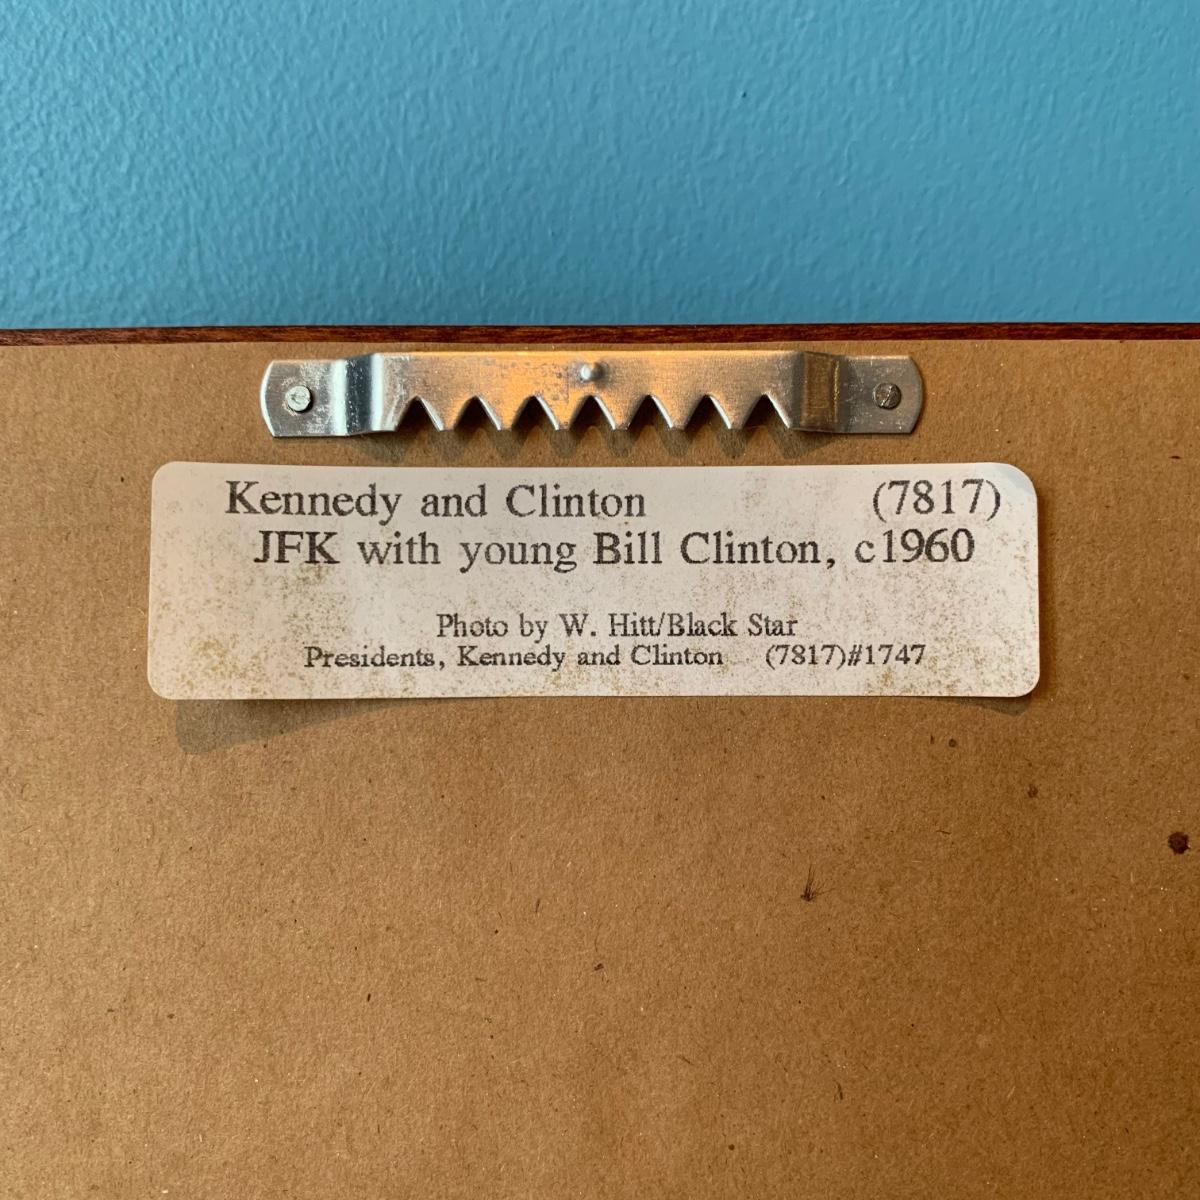 Kennedy and Clinton (7817)
JFK with young Bill Clinton, c1960
Photo by W. Hitt/Black Star
Presidents, Kennedy and Clinton (7817)#1747